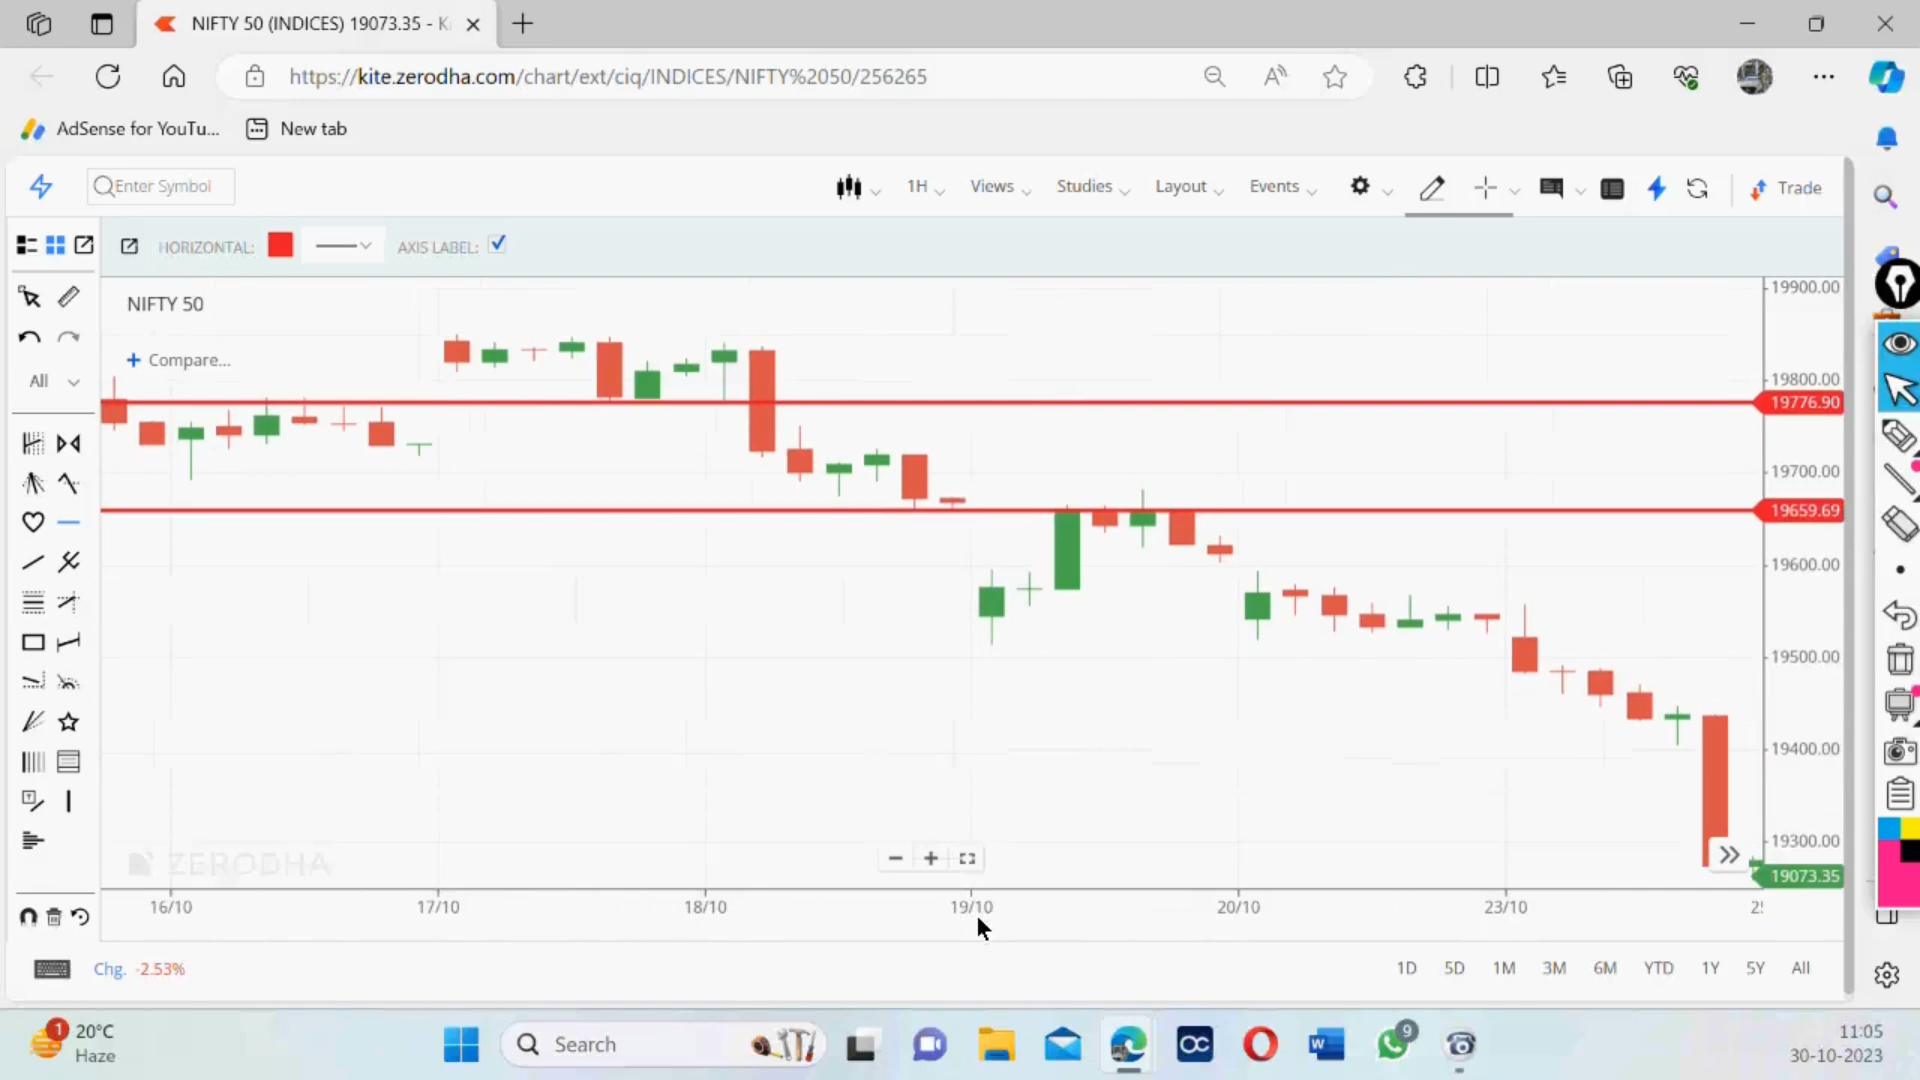 NIFTY 50 (INDICES) 19073.35 - K
https://kite.zerodha.com/chart/ext/ciq/INDICES/NIFTY%2050/256265
AdSense for YouTu...
New tab
Enter Symbol
1H
Views
Studies
Layout
Events
Trade
HORIZONTAL:
AXIS LABEL:
NIFTY 50
Compare...
All
19900.00
19800.00
19776.90
19700.00
19659.69
19600.00
19500.00
19400.00
19300.00
19073.35
ZERODHA
16/10
17/10
18/10
19/10
20/10
23/10
Chg. -2.53%
1D 5D 1M 3M 6M YTD 1Y 5Y All
1
20°C
Haze
Search
9
11:05
30-10-2023